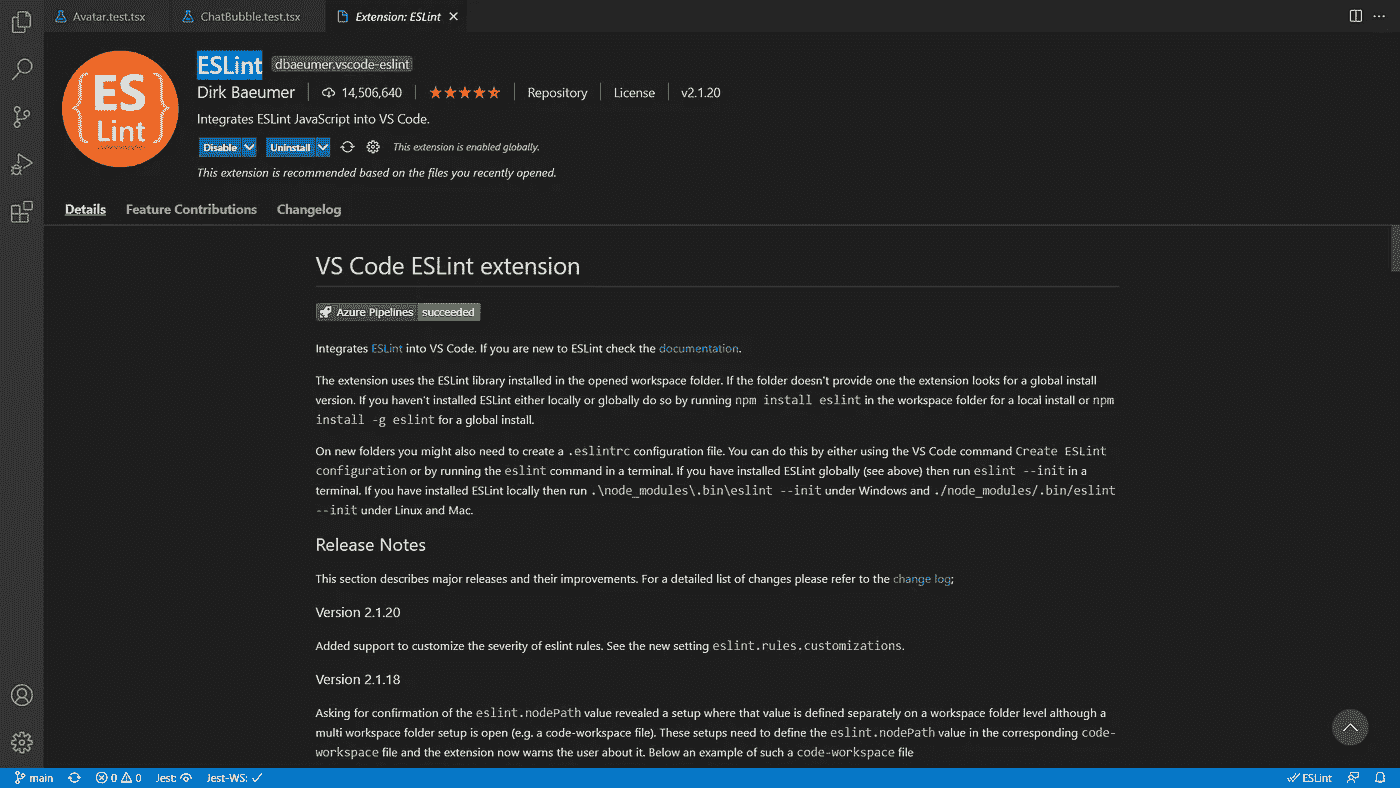 Avatar.test.tsx ChatBubble.test.tsx Extension: ESLint
ES
Lint
ESLint dbaeumer.vscode-eslint
Dirk Baeumer 14,506,640 Repository License v2.1.20
Integrates ESLint JavaScript into VS Code.
Disable Uninstall This extension is enabled globally.
This extension is recommended based on the files you recently opened.
Details Feature Contributions Changelog
VS Code ESLint extension
Azure Pipelines succeeded
Integrates ESLint into VS Code. If you are new to ESLint check the documentation.
The extension uses the ESLint library installed in the opened workspace folder. If the folder doesn't provide one the extension looks for a global install
version. If you haven't installed ESLint either locally or globally do so by running npm install eslint in the workspace folder for a local install or npm
install -g eslint for a global install.
On new folders you might also need to create a .eslintrc configuration file. You can do this by either using the VS Code command Create ESLint
configuration or by running the eslint command in a terminal. If you have installed ESLint globally (see above) then run eslint --init in a
terminal. If you have installed ESLint locally then run .\node_modules\.bin\eslint --init under Windows and ./node_modules/.bin/eslint
--init under Linux and Mac.
Release Notes
This section describes major releases and their improvements. For a detailed list of changes please refer to the change log;
Version 2.1.20
Added support to customize the severity of eslint rules. See the new setting eslint.rules.customizations.
Version 2.1.18
Asking for confirmation of the eslint.nodePath value revealed a setup where that value is defined separately on a workspace folder level although a
multi workspace folder setup is open (e.g. a code-workspace file). These setups need to define the eslint.nodePath value in the corresponding code-
workspace file and the extension now warns the user about it. Below an example of such a code-workspace file
main 0 0 Jest: Jest-WS: ESLint